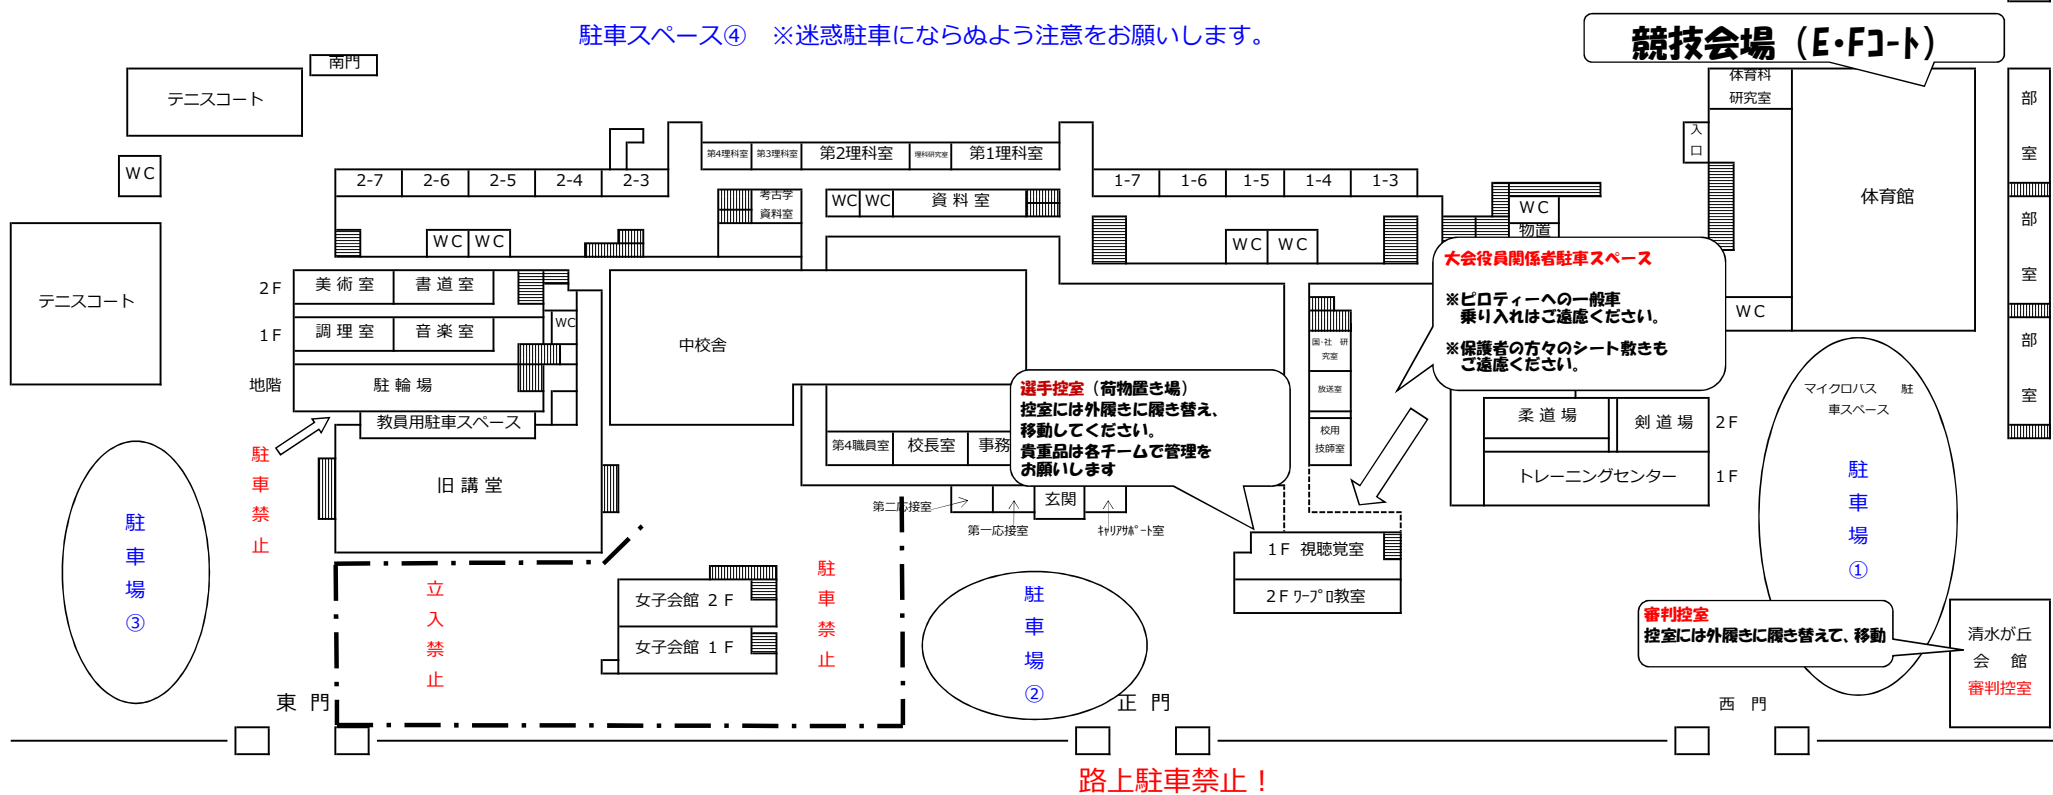 駐車スペース④　※迷惑駐車にならぬよう注意をお願いします。
競技会場（E・Fｺｰﾄ）
南門
テニスコート
体育科
研究室
部
室
部
室
部
室
入
口
体育館
WC
第4理科室
第3理科室
第2理科室
理科研究室
第1理科室
2-7
2-6
2-5
2-4
2-3
1-7
1-6
1-5
1-4
1-3
考古学
資料室
WC
WC
資 料 室
WC
物置
WC
WC
WC
WC
大会役員関係者駐車スペース
※ピロティーへの一般車
乗り入れはご遠慮ください。
※保護者の方々のシート敷きも
ご遠慮ください。
テニスコート
2F
美 術 室
書 道 室
1F
調 理 室
音 楽 室
WC
地階
駐 輪 場
教員用駐車スペース
中校舎
WC
国・社 研
究室
放送室
校用
技師室
選手控室（荷物置き場）
控室には外履きに履き替え、
移動してください。
貴重品は各チームで管理を
お願いします
マイクロバス　駐
車スペース
柔 道 場
剣 道 場
2F
トレーニングセンター
1F
第4職員室
校長室
事務
駐
車
禁
止
旧 講 堂
第二応接室
第一応接室
玄関
ｷｬﾘｱｻﾎﾟｰﾄ室
駐
車
場
①
駐
車
場
③
1F 視聴覚室
2F ﾜｰﾌﾟﾛ教室
立
入
禁
止
女子会館 2 F
女子会館 1 F
駐
車
禁
止
駐
車
場
②
審判控室
控室には外履きに履き替えて、移動
清水が丘
会　館
審判控室
東 門
正 門
西 門
路上駐車禁止！